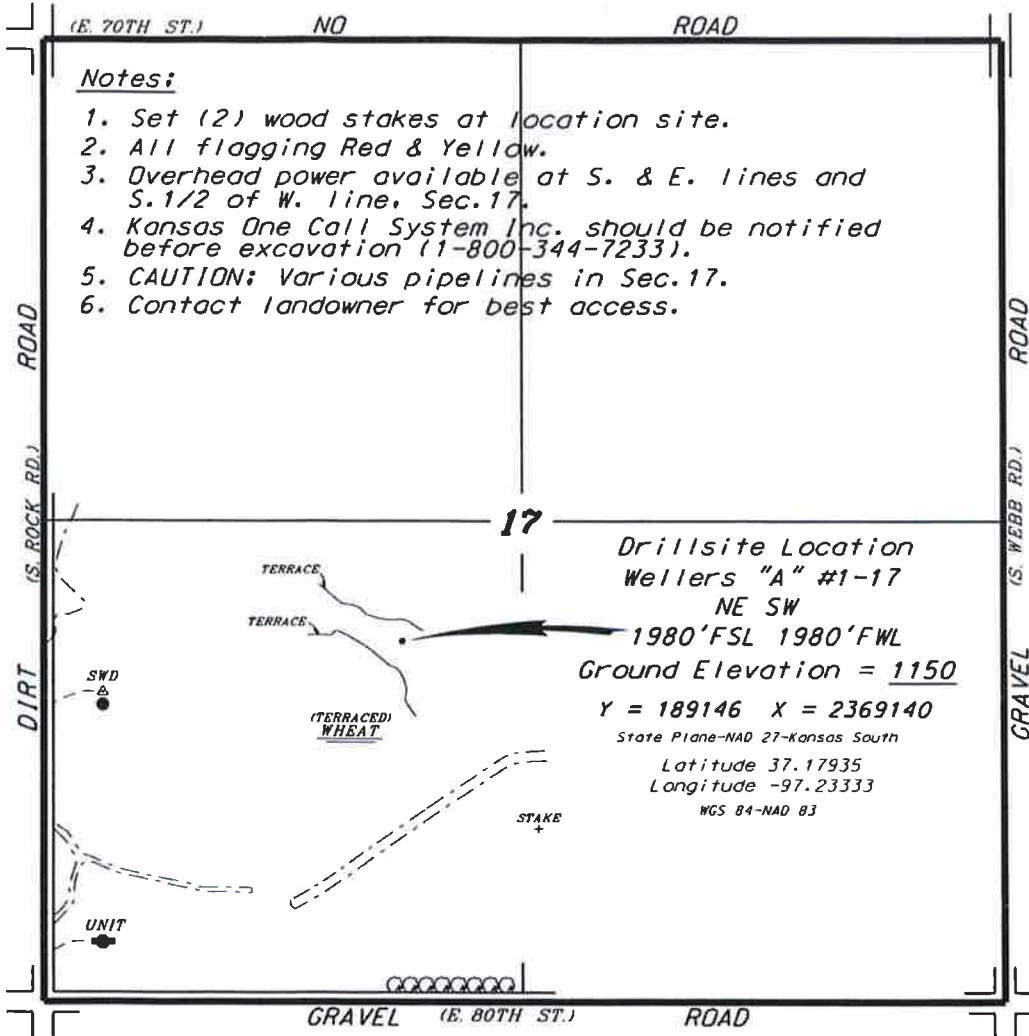 (E. 70TH ST.) NO ROAD
Notes:
1. Set (2) wood stakes at location site.
2. All flagging Red & Yellow.
3. Overhead power available at S. & E. lines and
S.1/2 of W. line, Sec.17.
4. Kansas One Call System Inc. should be notified
before excavation (1-800-344-7233).
5. CAUTION: Various pipelines in Sec.17.
6. Contact landowner for best access.
DIRT (S. ROCK RD.) ROAD
GRAVEL (S. WEBB RD.) ROAD
17
Drillsite Location
Wellers "A" #1-17
NE SW
1980'FSL 1980'FWL
Ground Elevation = 1150
Y = 189146 X = 2369140
State Plane-NAD 27-Kansas South
Latitude 37.17935
Longitude -97.23333
WGS 84-NAD 83
TERRACE
TERRACE
SWD
(TERRACED)
WHEAT
STAKE
UNIT
GRAVEL (E. 80TH ST.) ROAD